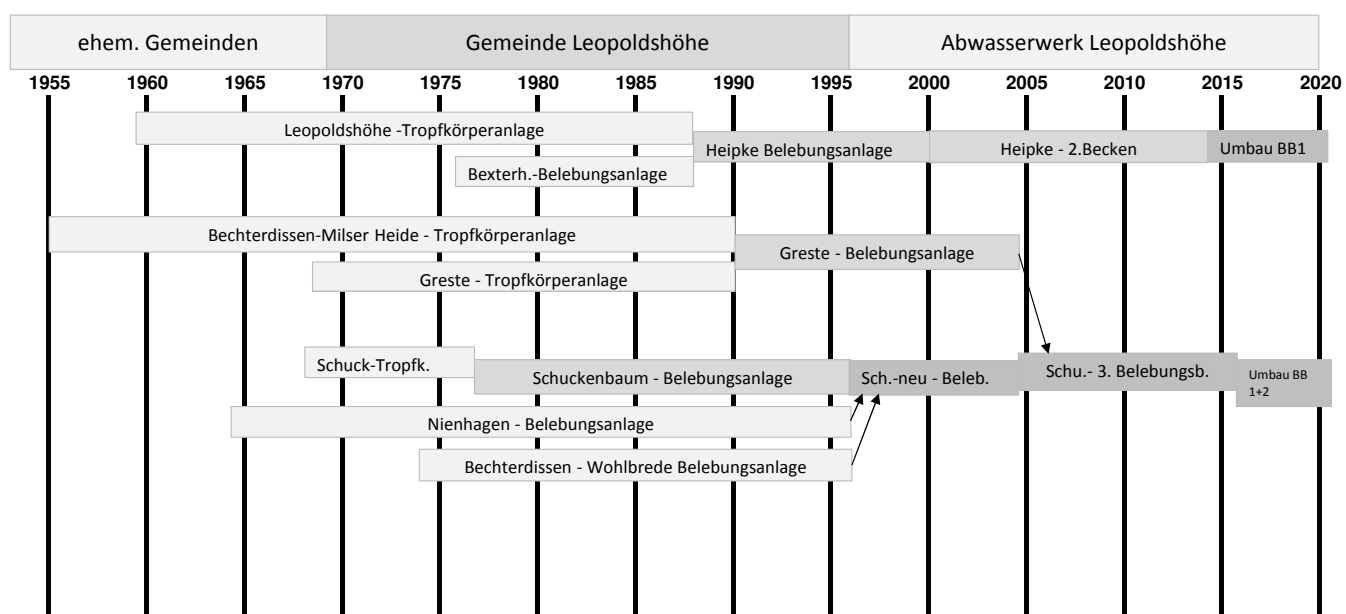 ehem. Gemeinden
Gemeinde Leopoldshöhe
Abwasserwerk Leopoldshöhe
1955 1960 1965 1970 1975 1980 1985 1990 1995 2000 2005 2010 2015 2020
Leopoldshöhe -Tropfkörperanlage
Heipke Belebungsanlage
Heipke - 2.Becken
Umbau BB1
Bexterh.-Belebungsanlage
Bechterdissen-Milser Heide - Tropfkörperanlage
Greste - Belebungsanlage
Greste - Tropfkörperanlage
Schuck-Tropfk.
Schuckenbaum - Belebungsanlage
Sch.-neu - Beleb.
Schu.- 3. Belebungsb.
Umbau BB
1+2
Nienhagen - Belebungsanlage
Bechterdissen - Wohlbrede Belebungsanlage